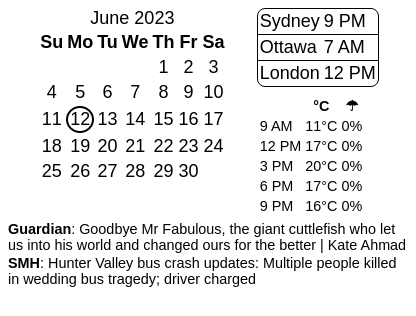 June 2023
Su Mo Tu We Th Fr Sa
1 2 3
4 5 6 7 8 9 10
11 12 13 14 15 16 17
18 19 20 21 22 23 24
25 26 27 28 29 30
Sydney 9 PM
Ottawa 7 AM
London 12 PM
°C ☂
9 AM 11°C 0%
12 PM 17°C 0%
3 PM 20°C 0%
6 PM 17°C 0%
9 PM 16°C 0%
Guardian: Goodbye Mr Fabulous, the giant cuttlefish who let
us into his world and changed ours for the better | Kate Ahmad
SMH: Hunter Valley bus crash updates: Multiple people killed
in wedding bus tragedy; driver charged